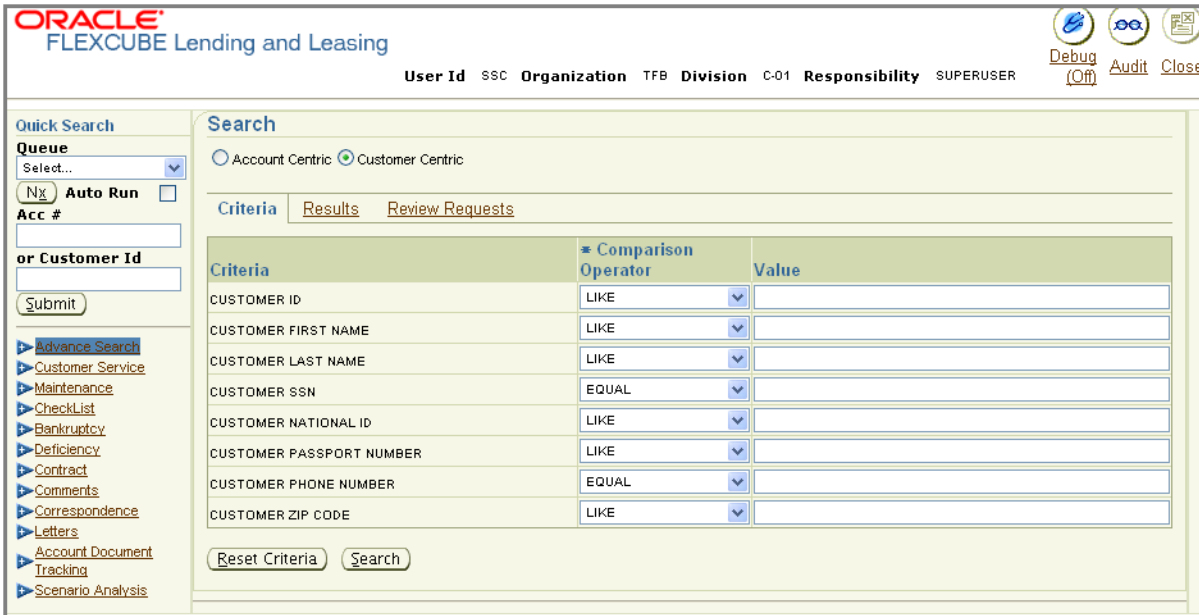 ORACLE
FLEXCUBE Lending and Leasing
User Id SSC Organization TFB Division C-01 Responsibility SUPERUSER
Debug (Off)
Audit
Close
Quick Search
Queue
Select...
Nx Auto Run
Acc #
or Customer Id
Submit
Advance Search
Customer Service
Maintenance
CheckList
Bankruptcy
Deficiency
Contract
Comments
Correspondence
Letters
Account Document
Tracking
Scenario Analysis
Search
Account Centric Customer Centric
Criteria Results Review Requests
Criteria * Comparison Operator Value
CUSTOMER ID LIKE
CUSTOMER FIRST NAME LIKE
CUSTOMER LAST NAME LIKE
CUSTOMER SSN EQUAL
CUSTOMER NATIONAL ID LIKE
CUSTOMER PASSPORT NUMBER LIKE
CUSTOMER PHONE NUMBER EQUAL
CUSTOMER ZIP CODE LIKE
Reset Criteria Search